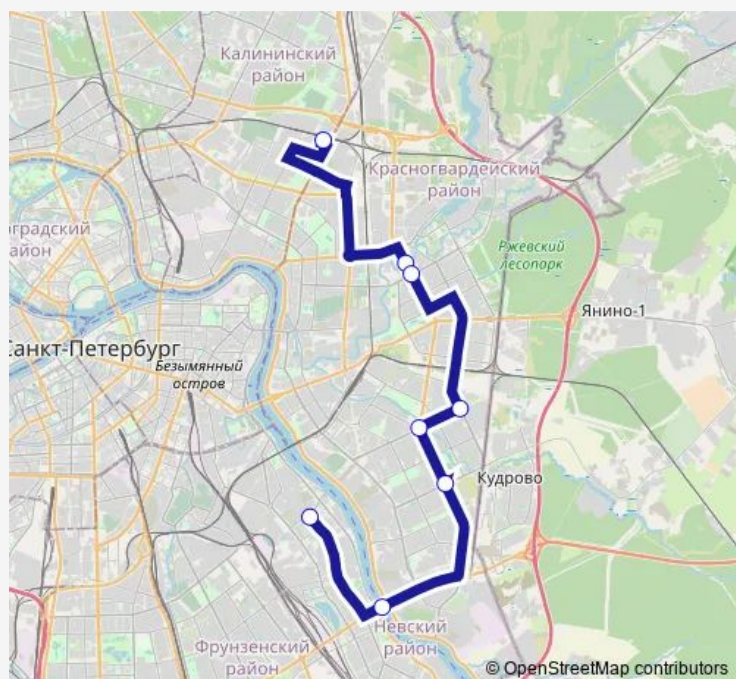 Калининский
район
Красногвардейский
район
оградский
айон
Ржевский
лесопарк
Янино-1
Санкт-Петербург
Безымянный
остров
Кудрово
Невский
район
Фрунзенский
район
© OpenStreetMap contributors